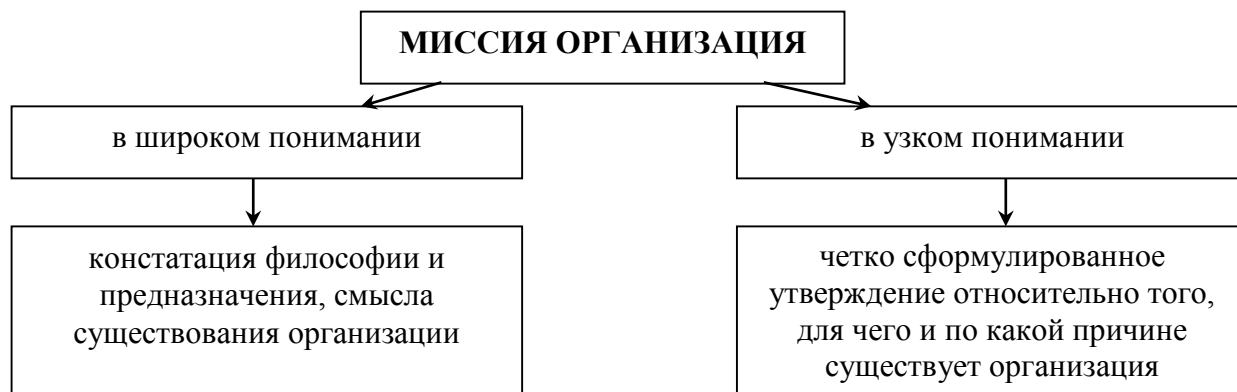 МИССИЯ ОРГАНИЗАЦИЯ
в широком понимании
в узком понимании
констатация философии и
предназначения, смысла
существования организации
четко сформулированное
утверждение относительно того,
для чего и по какой причине
существует организация